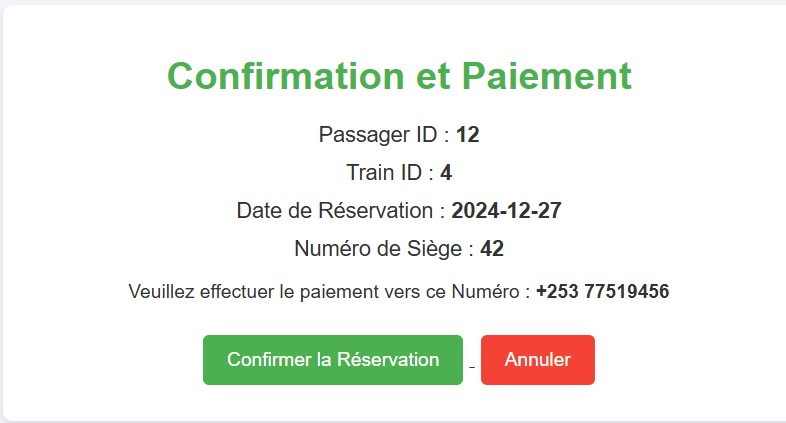 Confirmation et Paiement
Passager ID : 12
Train ID : 4
Date de Réservation : 2024-12-27
Numéro de Siège : 42
Veuillez effectuer le paiement vers ce Numéro : +253 77519456
Confirmer la Réservation - Annuler